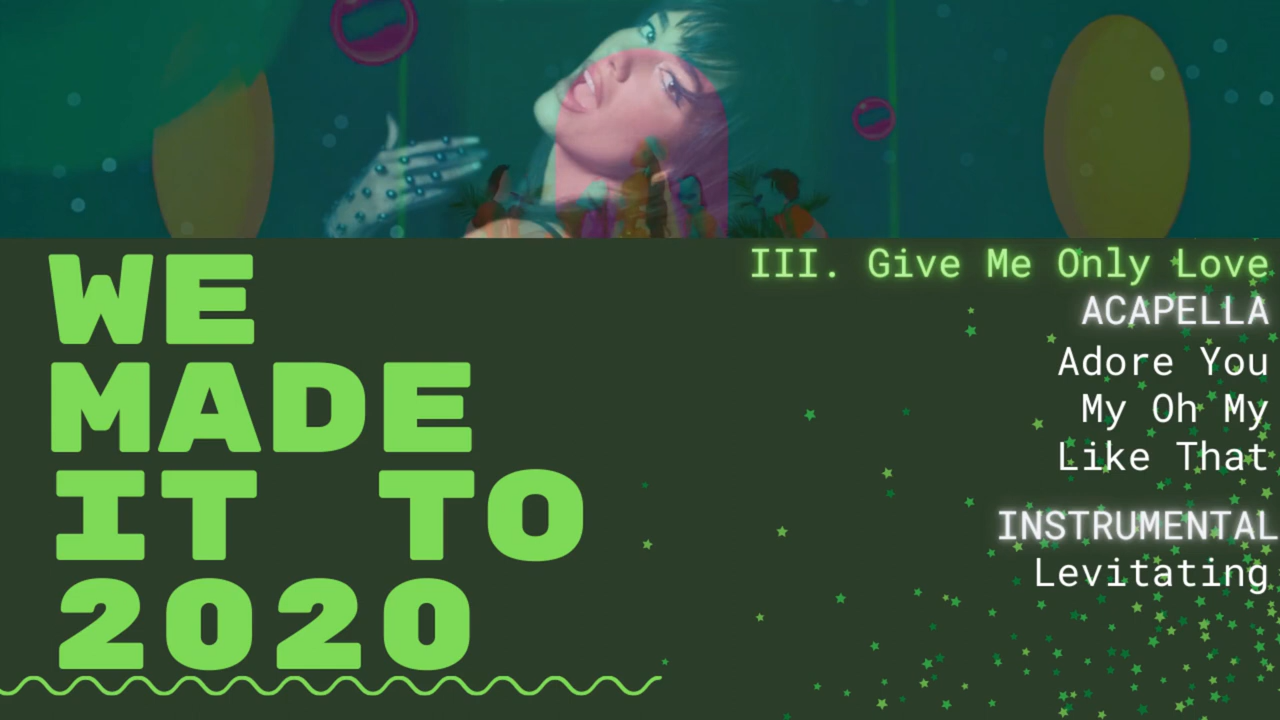 WE
MADE
IT TO
2020
III. Give Me Only Love
ACAPELLA
Adore You
My Oh My
Like That
INSTRUMENTAL
Levitating